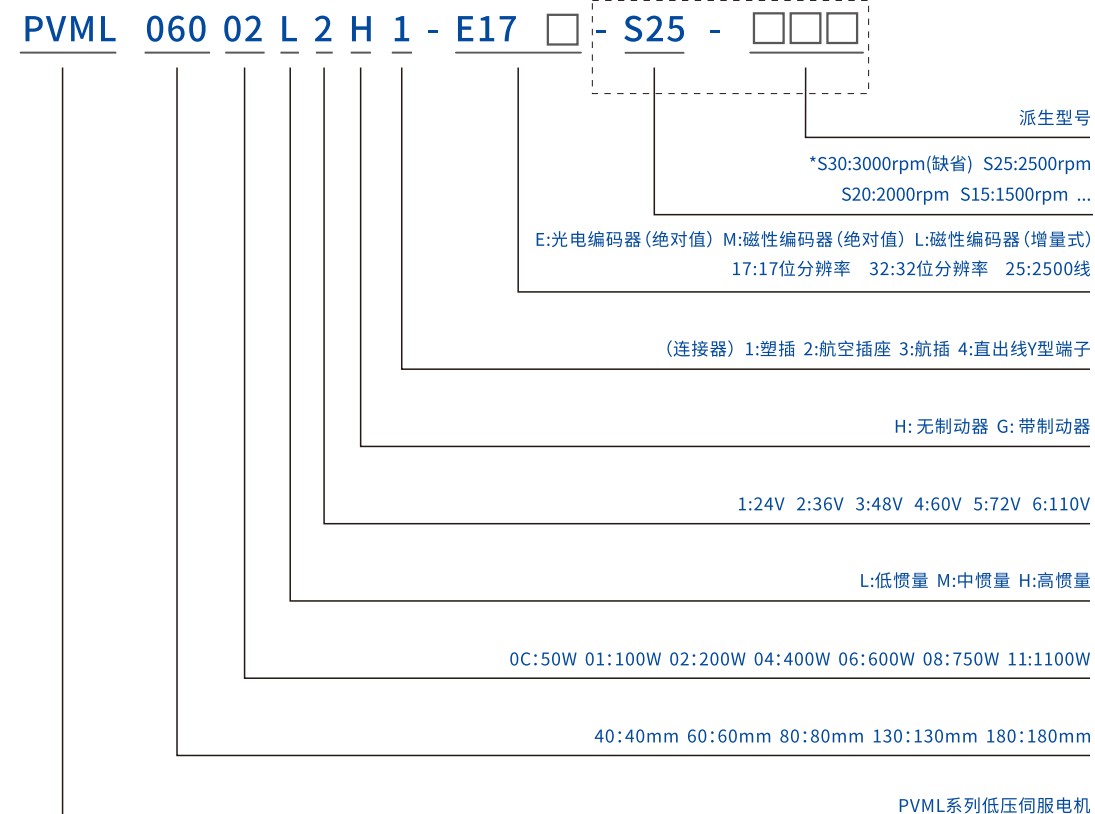 PVML 060 02 L 2 H 1 - E17 □ - S25 - □□□
派生型号
*S30:3000rpm(缺省) S25:2500rpm
S20:2000rpm S15:1500rpm ...
E:光电编码器(绝对值) M:磁性编码器(绝对值) L:磁性编码器(增量式)
17:17位分辨率 32:32位分辨率 25:2500线
(连接器) 1:塑插 2:航空插座 3:航插 4:直出线Y型端子
H: 无制动器 G: 带制动器
1:24V 2:36V 3:48V 4:60V 5:72V 6:110V
L:低惯量 M:中惯量 H:高惯量
0C:50W 01:100W 02:200W 04:400W 06:600W 08:750W 11:1100W
40:40mm 60:60mm 80:80mm 130:130mm 180:180mm
PVML系列低压伺服电机